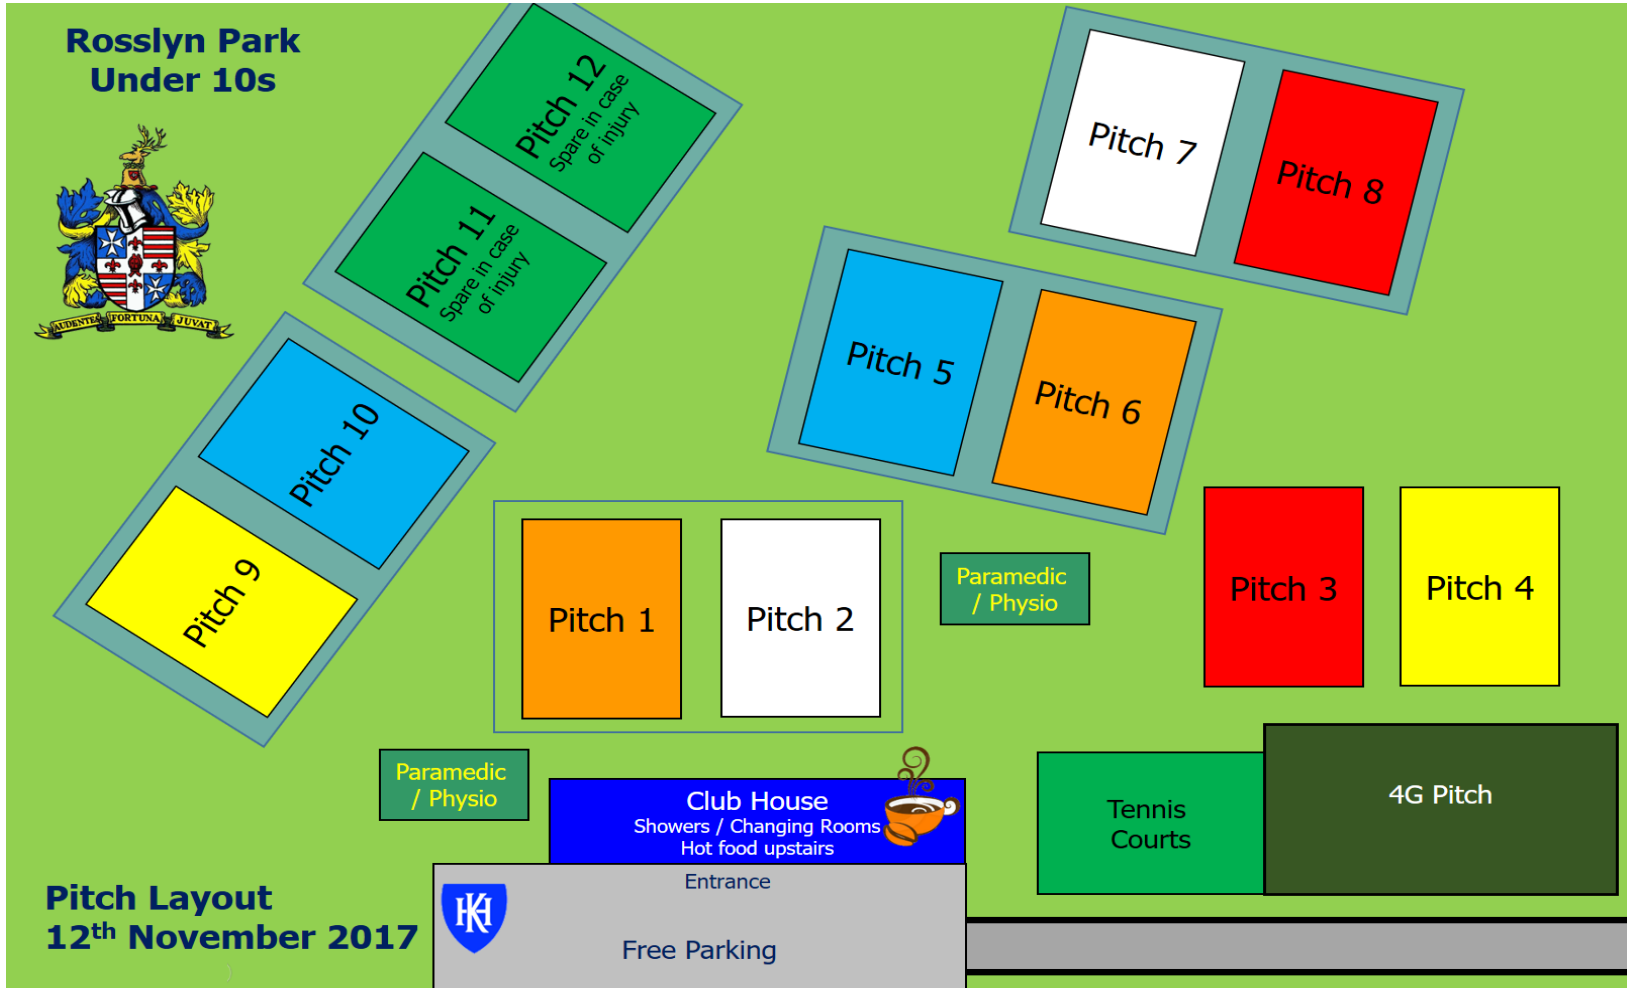 Rosslyn Park
Under 10s
AUDENTES FORTUNA JUVAT
Pitch 12
Spare in case
of injury
Pitch 11
Spare in case
of injury
Pitch 10
Pitch 9
Pitch 7
Pitch 8
Pitch 5
Pitch 6
Pitch 1
Pitch 2
Paramedic
/ Physio
Pitch 3
Pitch 4
Paramedic
/ Physio
Club House
Showers / Changing Rooms
Hot food upstairs
Tennis
Courts
4G Pitch
Entrance
KH
Free Parking
Pitch Layout
12th November 2017